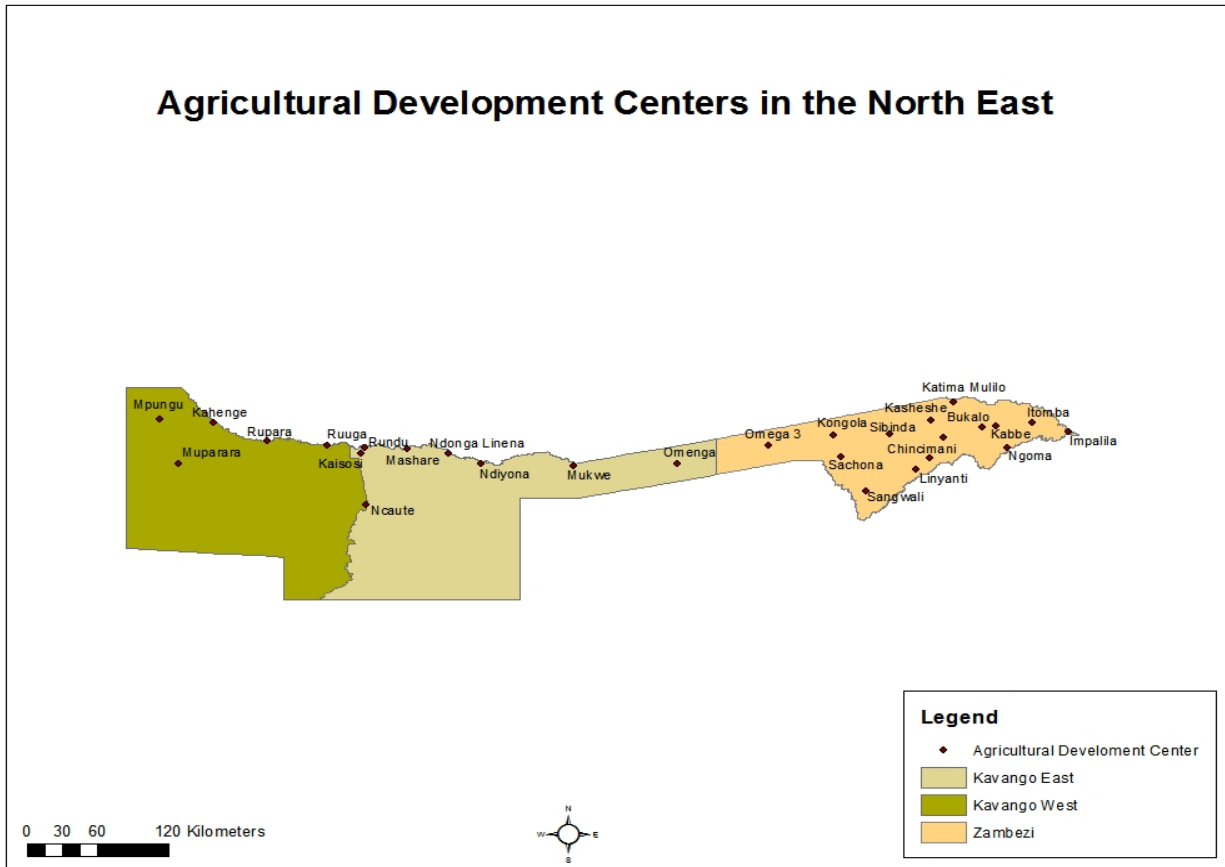 Agricultural Development Centers in the North East
Katima Mulilo
Mpungu
Kahenge
Kasheshe
Bukalo
Itomba
Rupara
Ruuga
Rundu
Ndonga Linena
Omega 3
Kongola
Sibinda
Kabbe
Impalila
Muparara
Kaisosi
Mashare
Ndiyona
Mukwe
Omenga
Sachona
Chincimani
Ngoma
Linyanti
Sangwali
Ncaute
Legend
Agricultural Develoment Center
Kavango East
Kavango West
Zambezi
0 30 60 120 Kilometers
N
W E
S